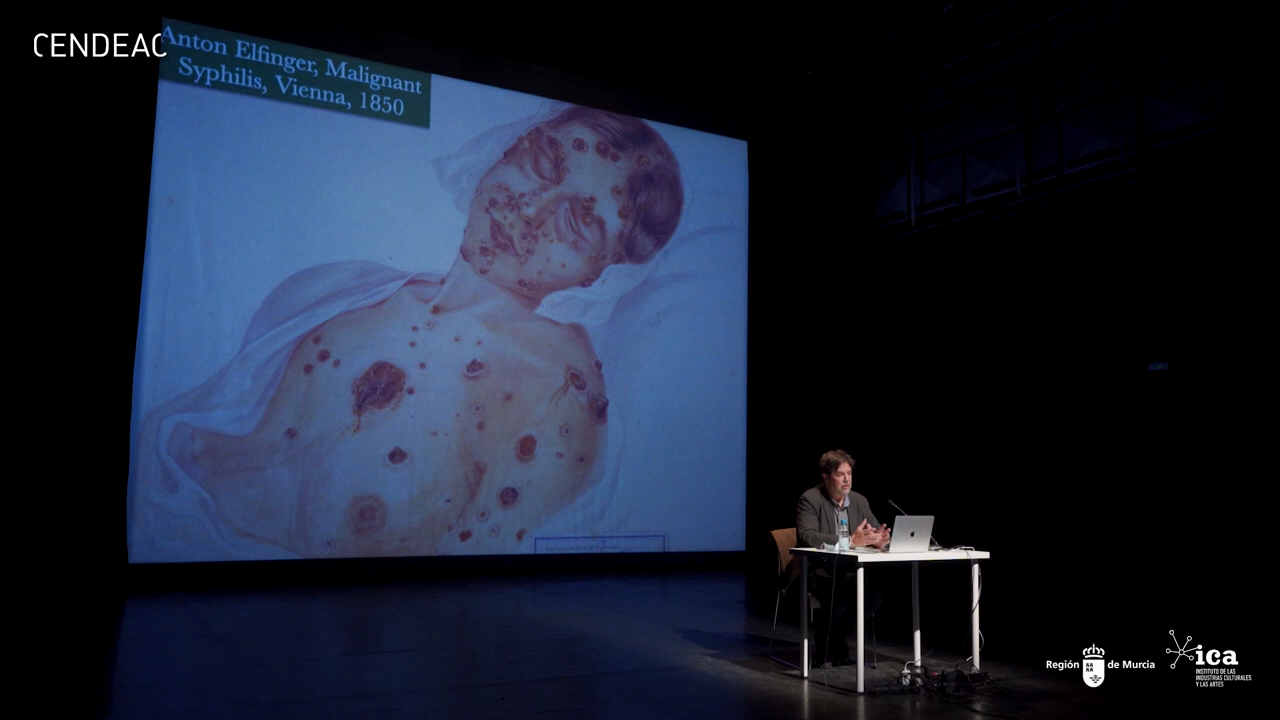 CENDEAC
Anton Elfinger, Malignant
Syphilis, Vienna, 1850
Región de Murcia
ica
INSTITUTO DE LAS
INDUSTRIAS CULTURALES
Y LAS ARTES